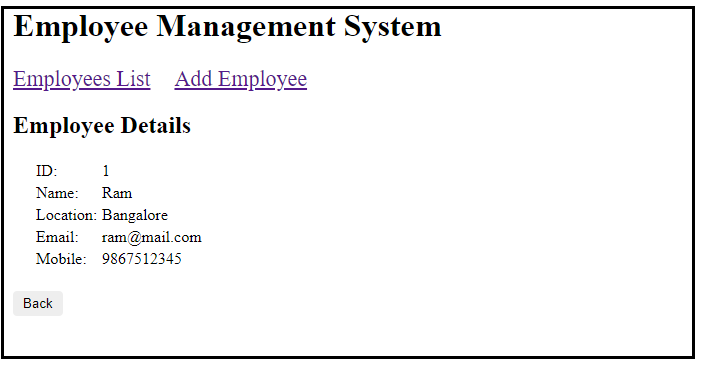 Employee Management System
Employees List Add Employee
Employee Details
ID: 1
Name: Ram
Location: Bangalore
Email: ram@mail.com
Mobile: 9867512345
Back